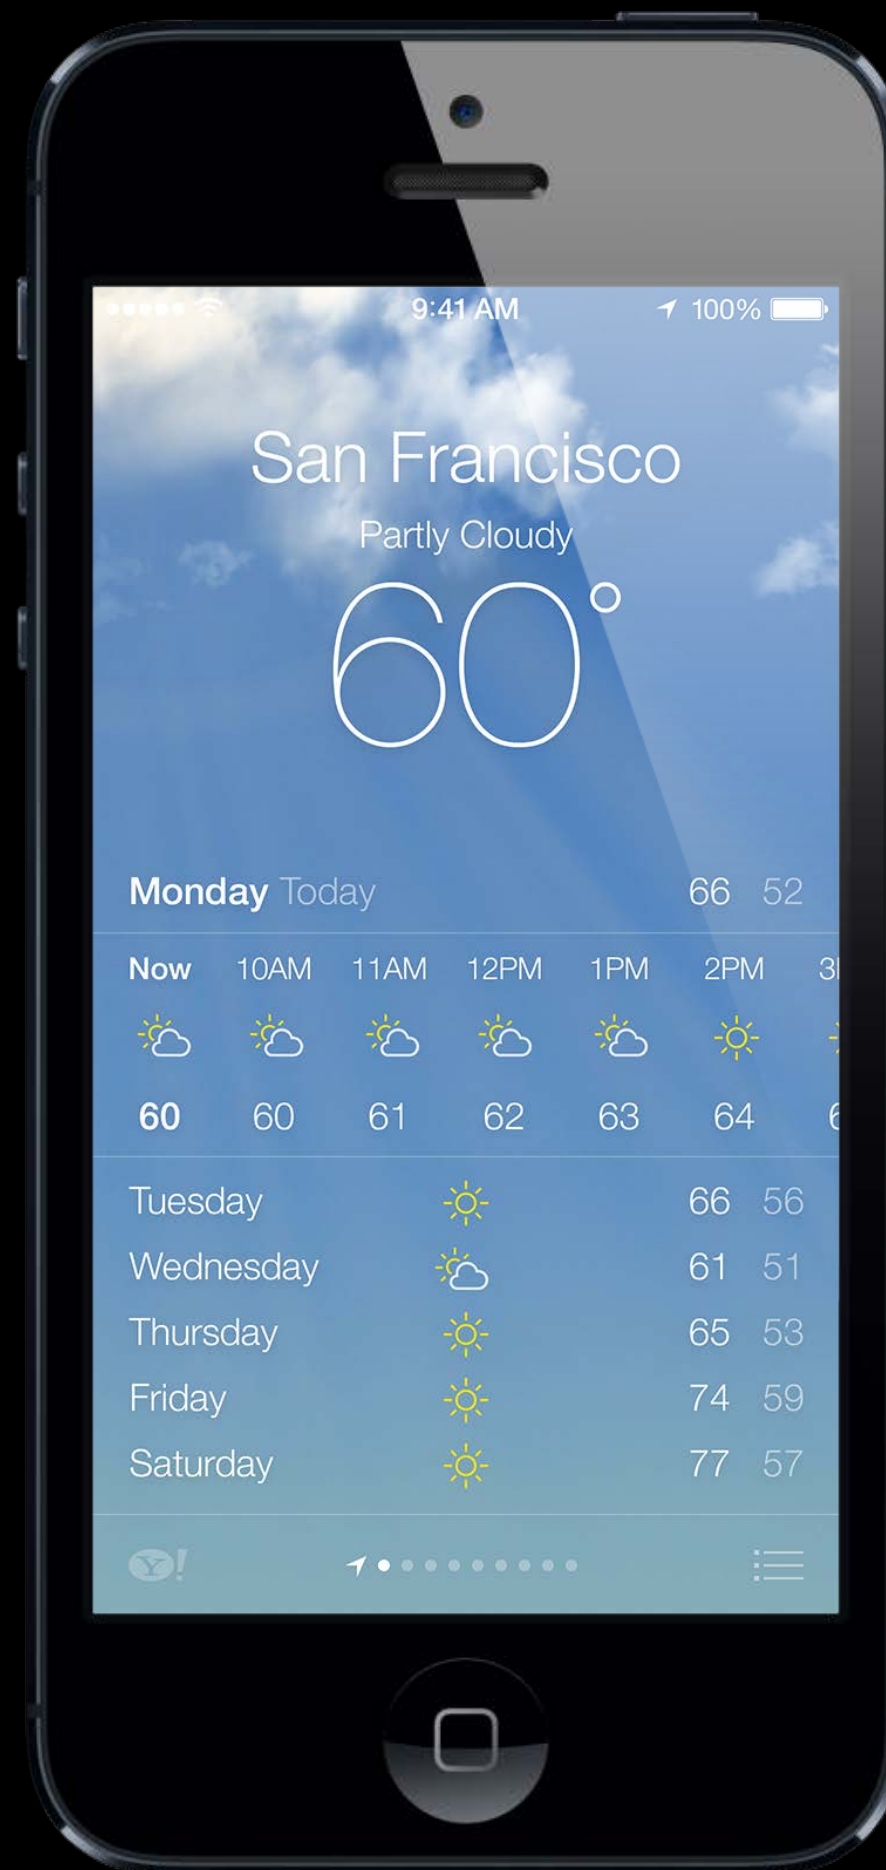 9:41 AM 100%
San Francisco
Partly Cloudy
60°
Monday Today 66 52
Now 10AM 11AM 12PM 1PM 2PM
60 60 61 62 63 64
Tuesday 66 56
Wednesday 61 51
Thursday 65 53
Friday 74 59
Saturday 77 57
Y!